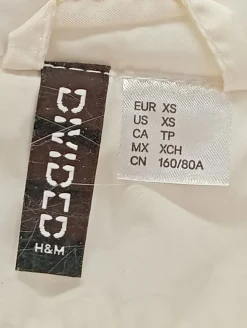 DIVIDED
H&M
EUR XS
US XS
CA TP
MX XCH
CN 160/80A